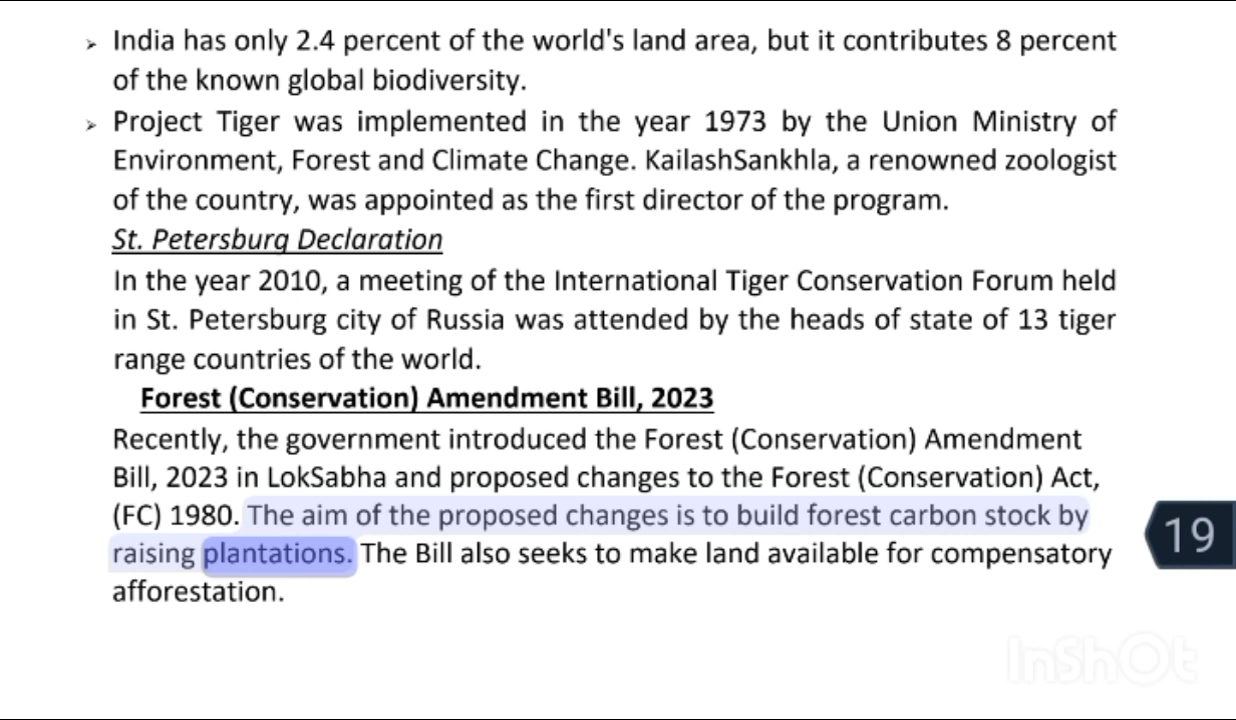 ➢ India has only 2.4 percent of the world's land area, but it contributes 8 percent
of the known global biodiversity.
➢ Project Tiger was implemented in the year 1973 by the Union Ministry of
Environment, Forest and Climate Change. KailashSankhla, a renowned zoologist
of the country, was appointed as the first director of the program.
St. Petersburg Declaration
In the year 2010, a meeting of the International Tiger Conservation Forum held
in St. Petersburg city of Russia was attended by the heads of state of 13 tiger
range countries of the world.
Forest (Conservation) Amendment Bill, 2023
Recently, the government introduced the Forest (Conservation) Amendment
Bill, 2023 in LokSabha and proposed changes to the Forest (Conservation) Act,
(FC) 1980. The aim of the proposed changes is to build forest carbon stock by
raising plantations. The Bill also seeks to make land available for compensatory
afforestation.
19
InShOt